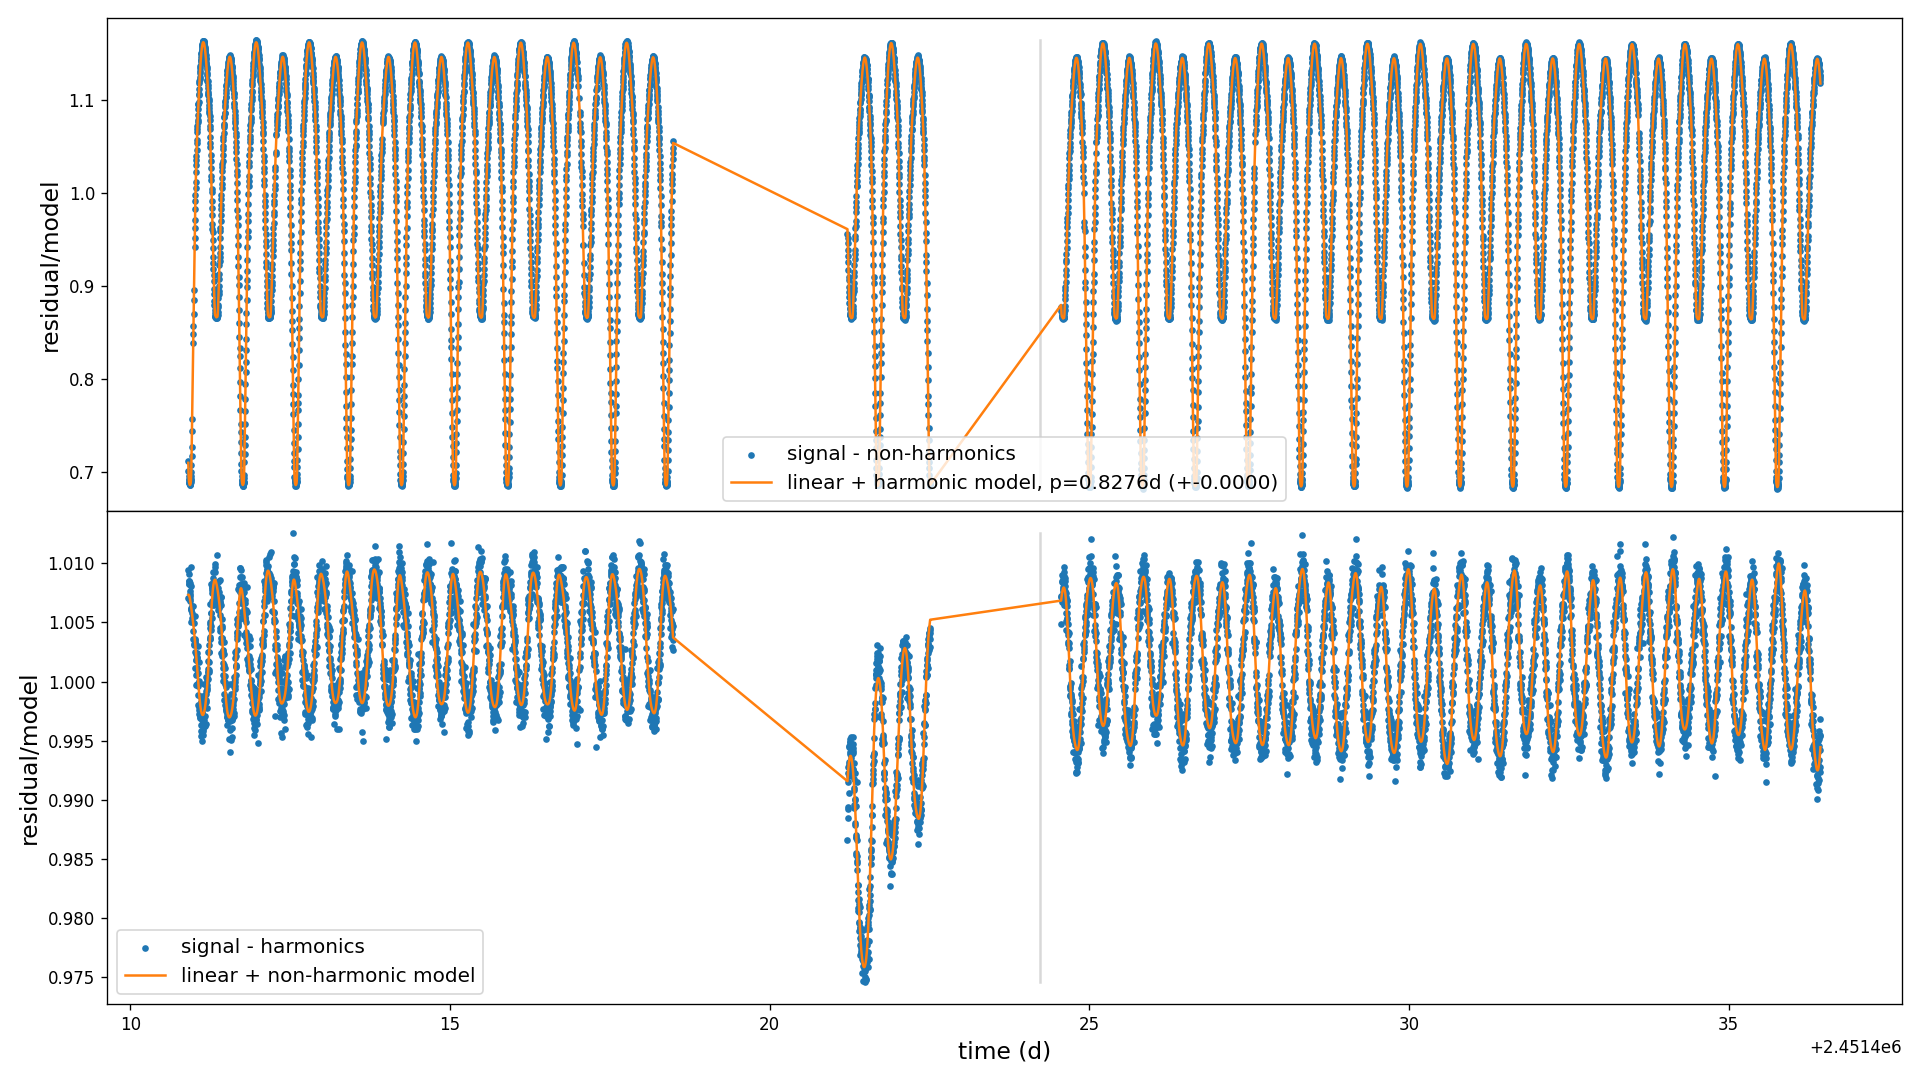 1.1
1.0
0.9
0.8
0.7
residual/model
signal - non-harmonics
linear + harmonic model, p=0.8276d (+-0.0000)
1.010
1.005
1.000
0.995
0.990
0.985
0.980
0.975
residual/model
signal - harmonics
linear + non-harmonic model
10 15 20 25 30 35
time (d)
+2.4514e6